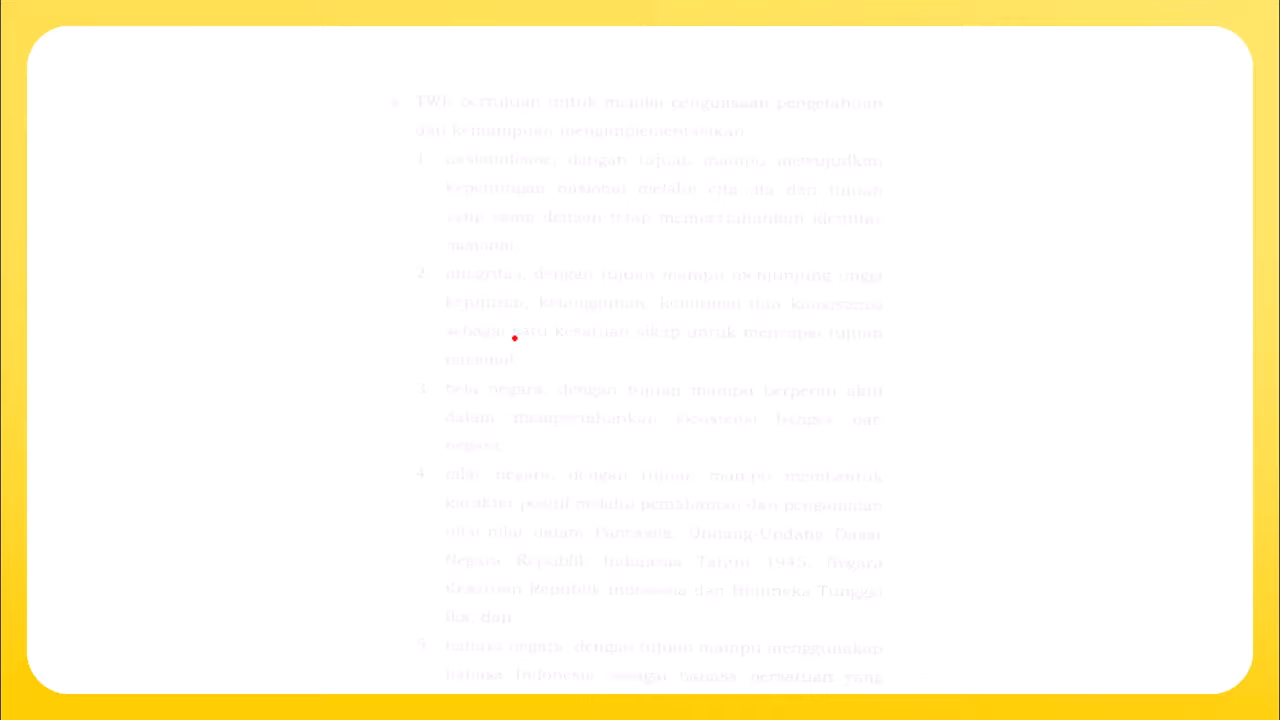 a. TWK bertujuan untuk menilai penguasaan pengetahuan
dan kemampuan mengimplementasikan
1. nasionalisme, dengan tujuan mampu mewujudkan
kepentingan nasional melalui cita-cita dan tujuan
yang sama dengan tetap mempertahankan identitas
nasional;
2. integritas, dengan tujuan mampu menjunjung tinggi
kejujuran, ketangguhan, komitmen dan konsistensi
sebagai satu kesatuan sikap untuk mencapai tujuan
nasional;
3. bela negara, dengan tujuan mampu berperan aktif
dalam mempertahankan eksistensi bangsa dan
negara;
4. pilar negara, dengan tujuan mampu membentuk
karakter positif melalui pemahaman dan pengamalan
nilai-nilai dalam Pancasila, Undang-Undang Dasar
Negara Republik Indonesia Tahun 1945, Negara
Kesatuan Republik Indonesia dan Bhinneka Tunggal
Ika; dan
5. bahasa negara, dengan tujuan mampu menggunakan
bahasa Indonesia sebagai bahasa persatuan yang